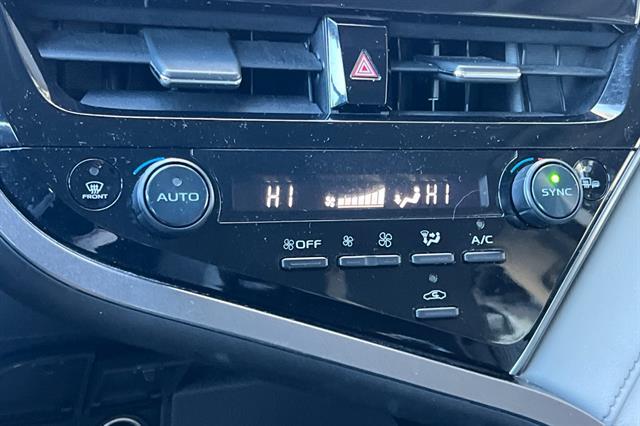 FRONT
AUTO
HI HI
SYNC
OFF
A/C